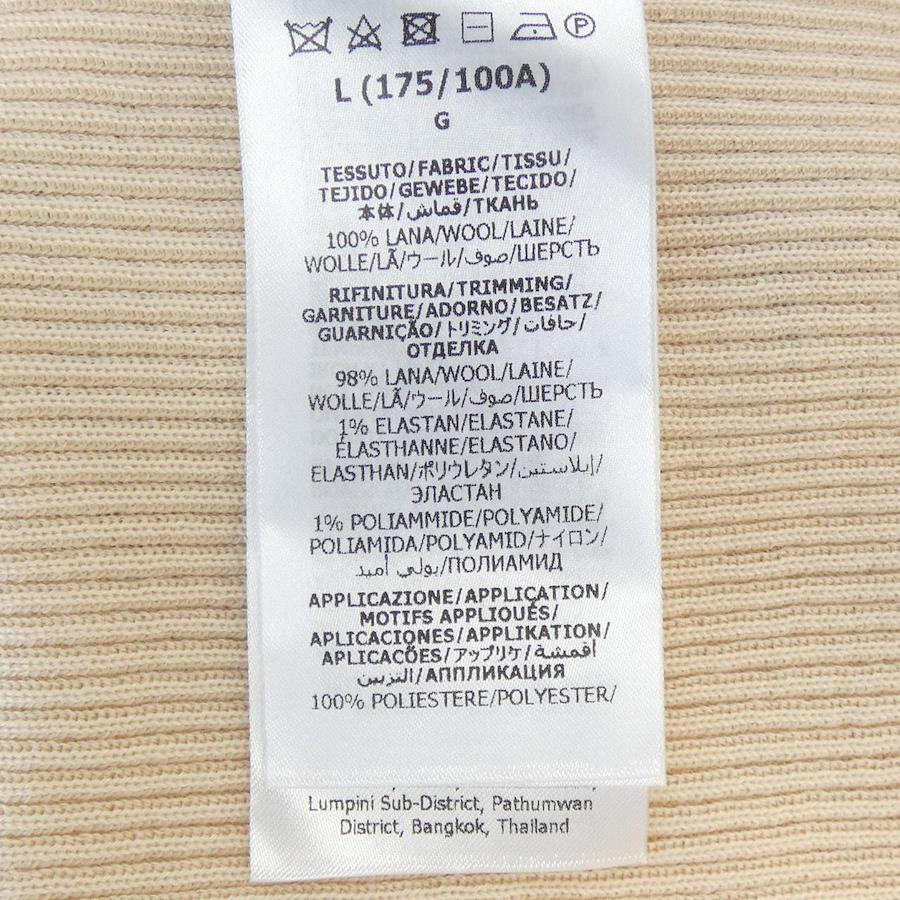 P
L (175/100A)
G
TESSUTO/FABRIC/TISSU/
TEJIDO/GEWEBE/TECIDO/
本体/قماش/ТКАНЬ
100% LANA/WOOL/LAINE/
WOLLE/LÃ/ウール/صوف/ШЕРСТЬ
RIFINITURA/TRIMMING/
GARNITURE/ADORNO/BESATZ/
GUARNIÇÃO/トリミング/حافات/
ОТДЕЛКА
98% LANA/WOOL/LAINE/
WOLLE/LÃ/ウール/صوف/ШЕРСТЬ
1% ELASTAN/ELASTANE/
ÉLASTHANNE/ELASTANO/
ELASTHAN/ポリウレタン/إيلاستين/
ЭЛАСТАН
1% POLIAMMIDE/POLYAMIDE/
POLIAMIDA/POLYAMID/ナイロン/
بولي أميد/ПОЛИАМИД
APPLICAZIONE/APPLICATION/
MOTIFS APPLIQUÉS/
APLICACIONES/APPLIKATION/
APLICAÇÕES/アップリケ/أقمشة
التزيين/АППЛИКАЦИЯ
100% POLIESTERE/POLYESTER/
Lumpini Sub-District, Pathumwan
District, Bangkok, Thailand